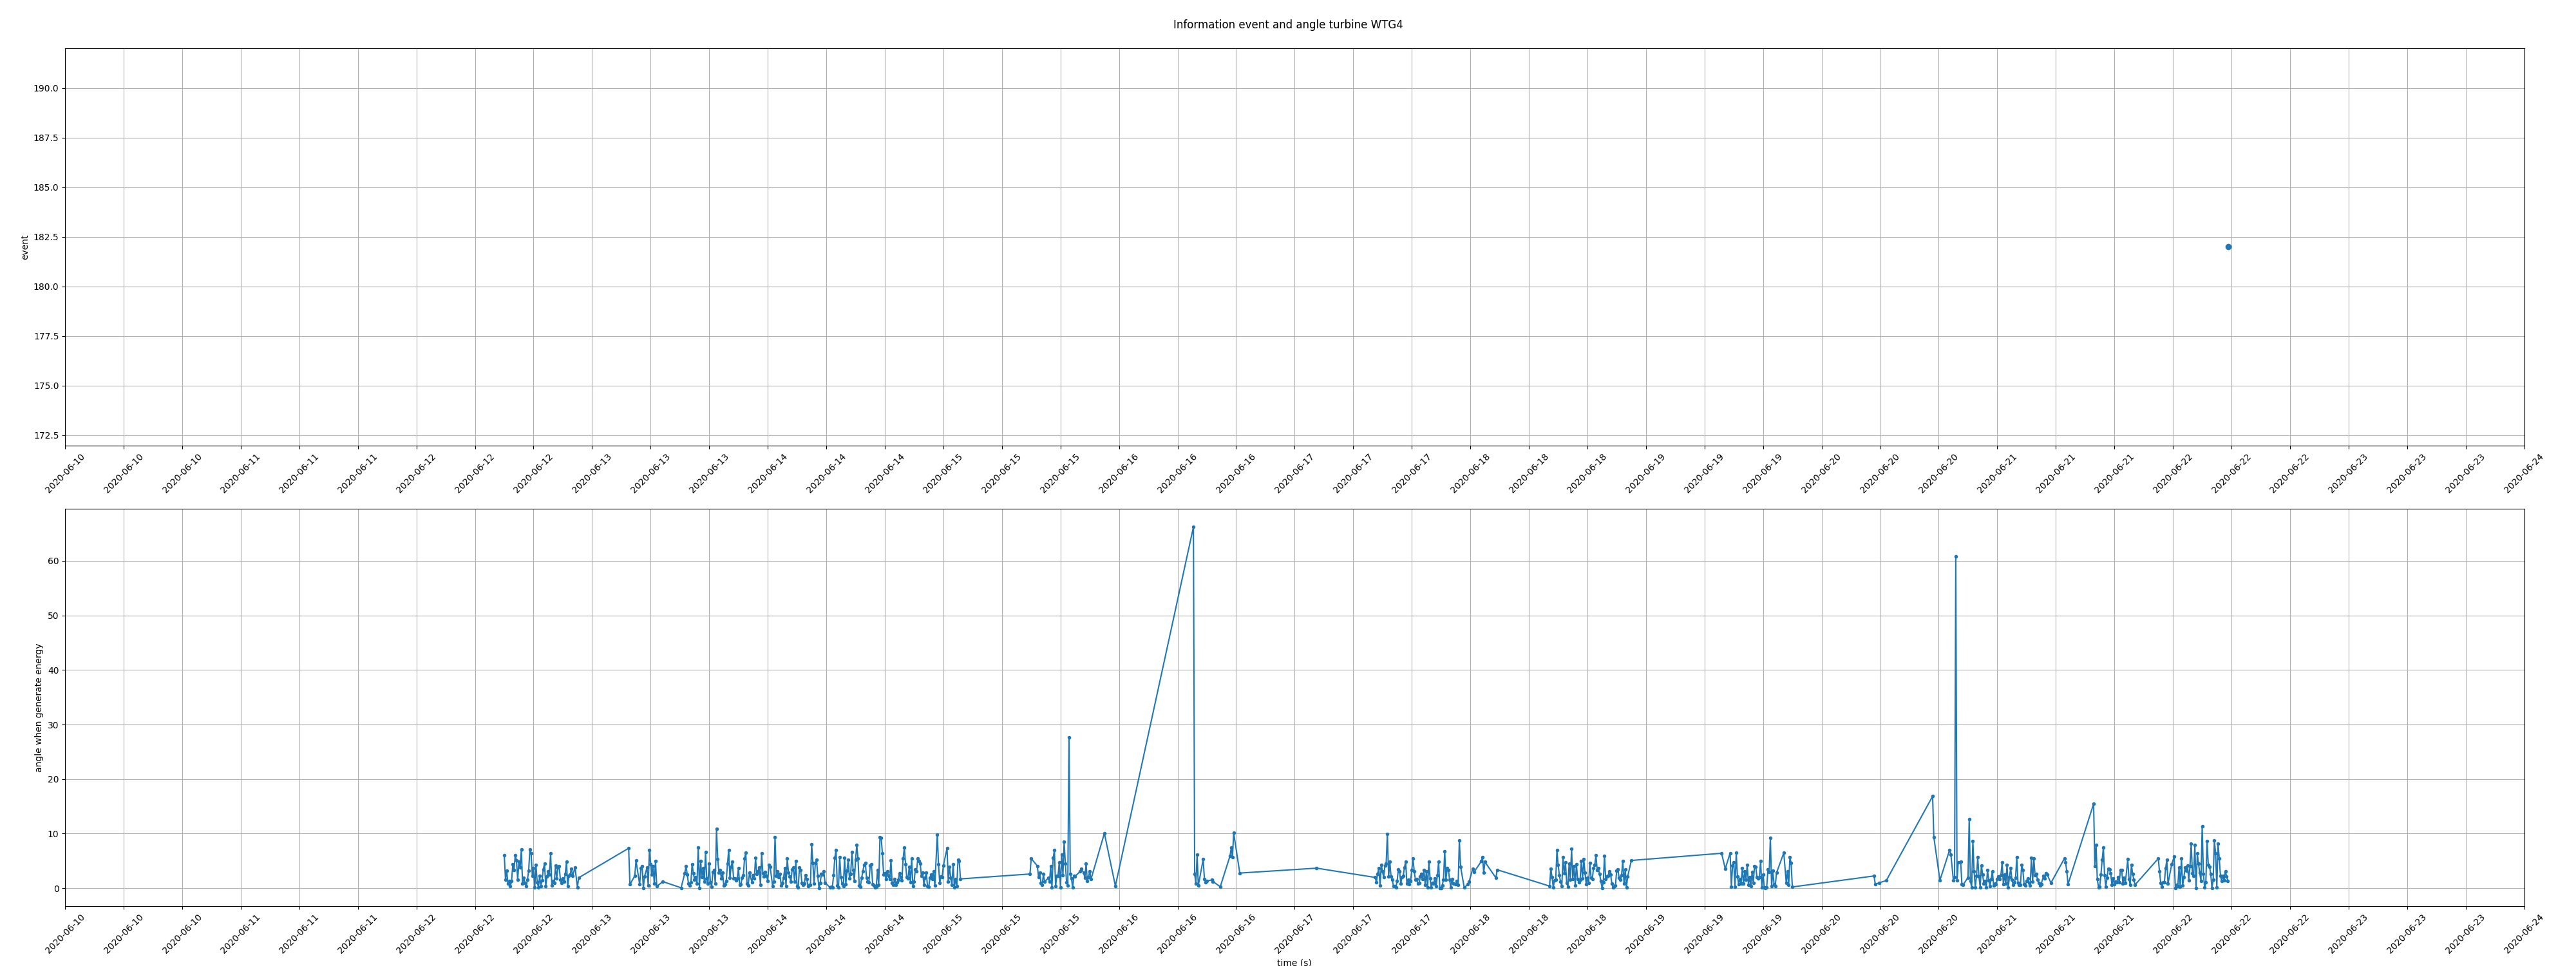 Information event and angle turbine WTG4
190.0
187.5
185.0
182.5
180.0
177.5
175.0
172.5
event
2020-06-10 2020-06-10 2020-06-10 2020-06-11 2020-06-11 2020-06-11 2020-06-12 2020-06-12 2020-06-12 2020-06-13 2020-06-13 2020-06-13 2020-06-14 2020-06-14 2020-06-14 2020-06-15 2020-06-15 2020-06-15 2020-06-16 2020-06-16 2020-06-16 2020-06-17 2020-06-17 2020-06-17 2020-06-18 2020-06-18 2020-06-18 2020-06-19 2020-06-19 2020-06-19 2020-06-20 2020-06-20 2020-06-20 2020-06-21 2020-06-21 2020-06-21 2020-06-22 2020-06-22 2020-06-22 2020-06-23 2020-06-23 2020-06-23 2020-06-24
60
50
40
30
20
10
0
angle when generate energy
2020-06-10 2020-06-10 2020-06-10 2020-06-11 2020-06-11 2020-06-11 2020-06-12 2020-06-12 2020-06-12 2020-06-13 2020-06-13 2020-06-13 2020-06-14 2020-06-14 2020-06-14 2020-06-15 2020-06-15 2020-06-15 2020-06-16 2020-06-16 2020-06-16 2020-06-17 2020-06-17 2020-06-17 2020-06-18 2020-06-18 2020-06-18 2020-06-19 2020-06-19 2020-06-19 2020-06-20 2020-06-20 2020-06-20 2020-06-21 2020-06-21 2020-06-21 2020-06-22 2020-06-22 2020-06-22 2020-06-23 2020-06-23 2020-06-23 2020-06-24
time (s)